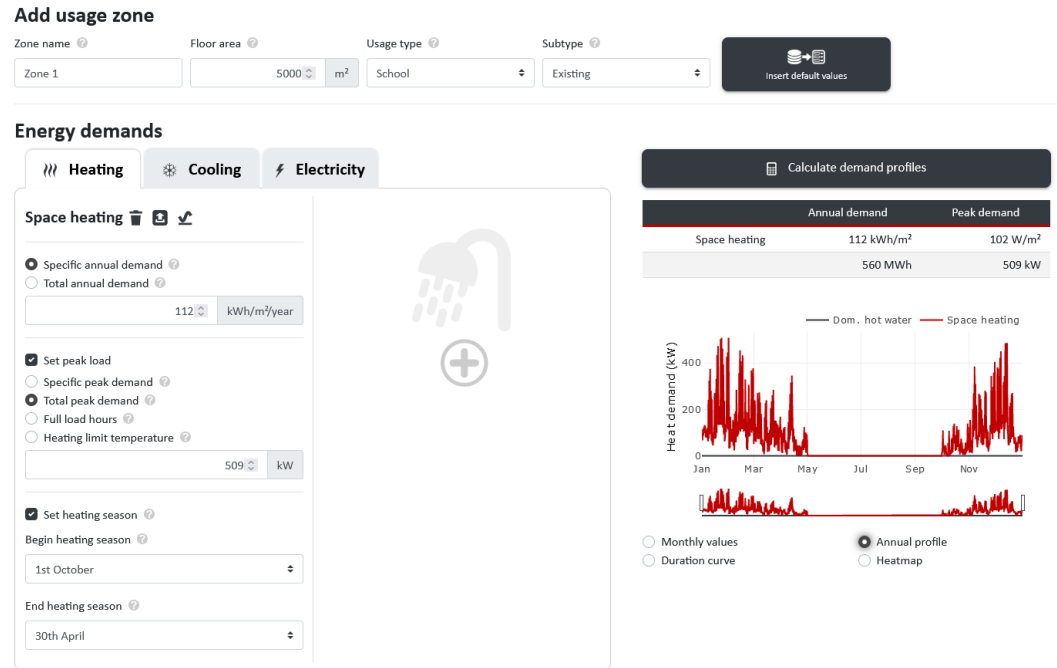 Add usage zone
Zone name Floor area Usage type Subtype
Zone 1 5000 m² School Existing Insert default values
Energy demands
Heating Cooling Electricity
Calculate demand profiles
Space heating
Annual demand Peak demand
Space heating 112 kWh/m² 102 W/m²
560 MWh 509 kW
Specific annual demand
Total annual demand
112 kWh/m²/year
Set peak load
Specific peak demand
Total peak demand
Full load hours
Heating limit temperature
509 kW
Set heating season
Begin heating season
1st October
End heating season
30th April
Dom. hot water Space heating
Heat demand (kW)
400
200
0
Jan Mar May Jul Sep Nov
Monthly values Annual profile
Duration curve Heatmap